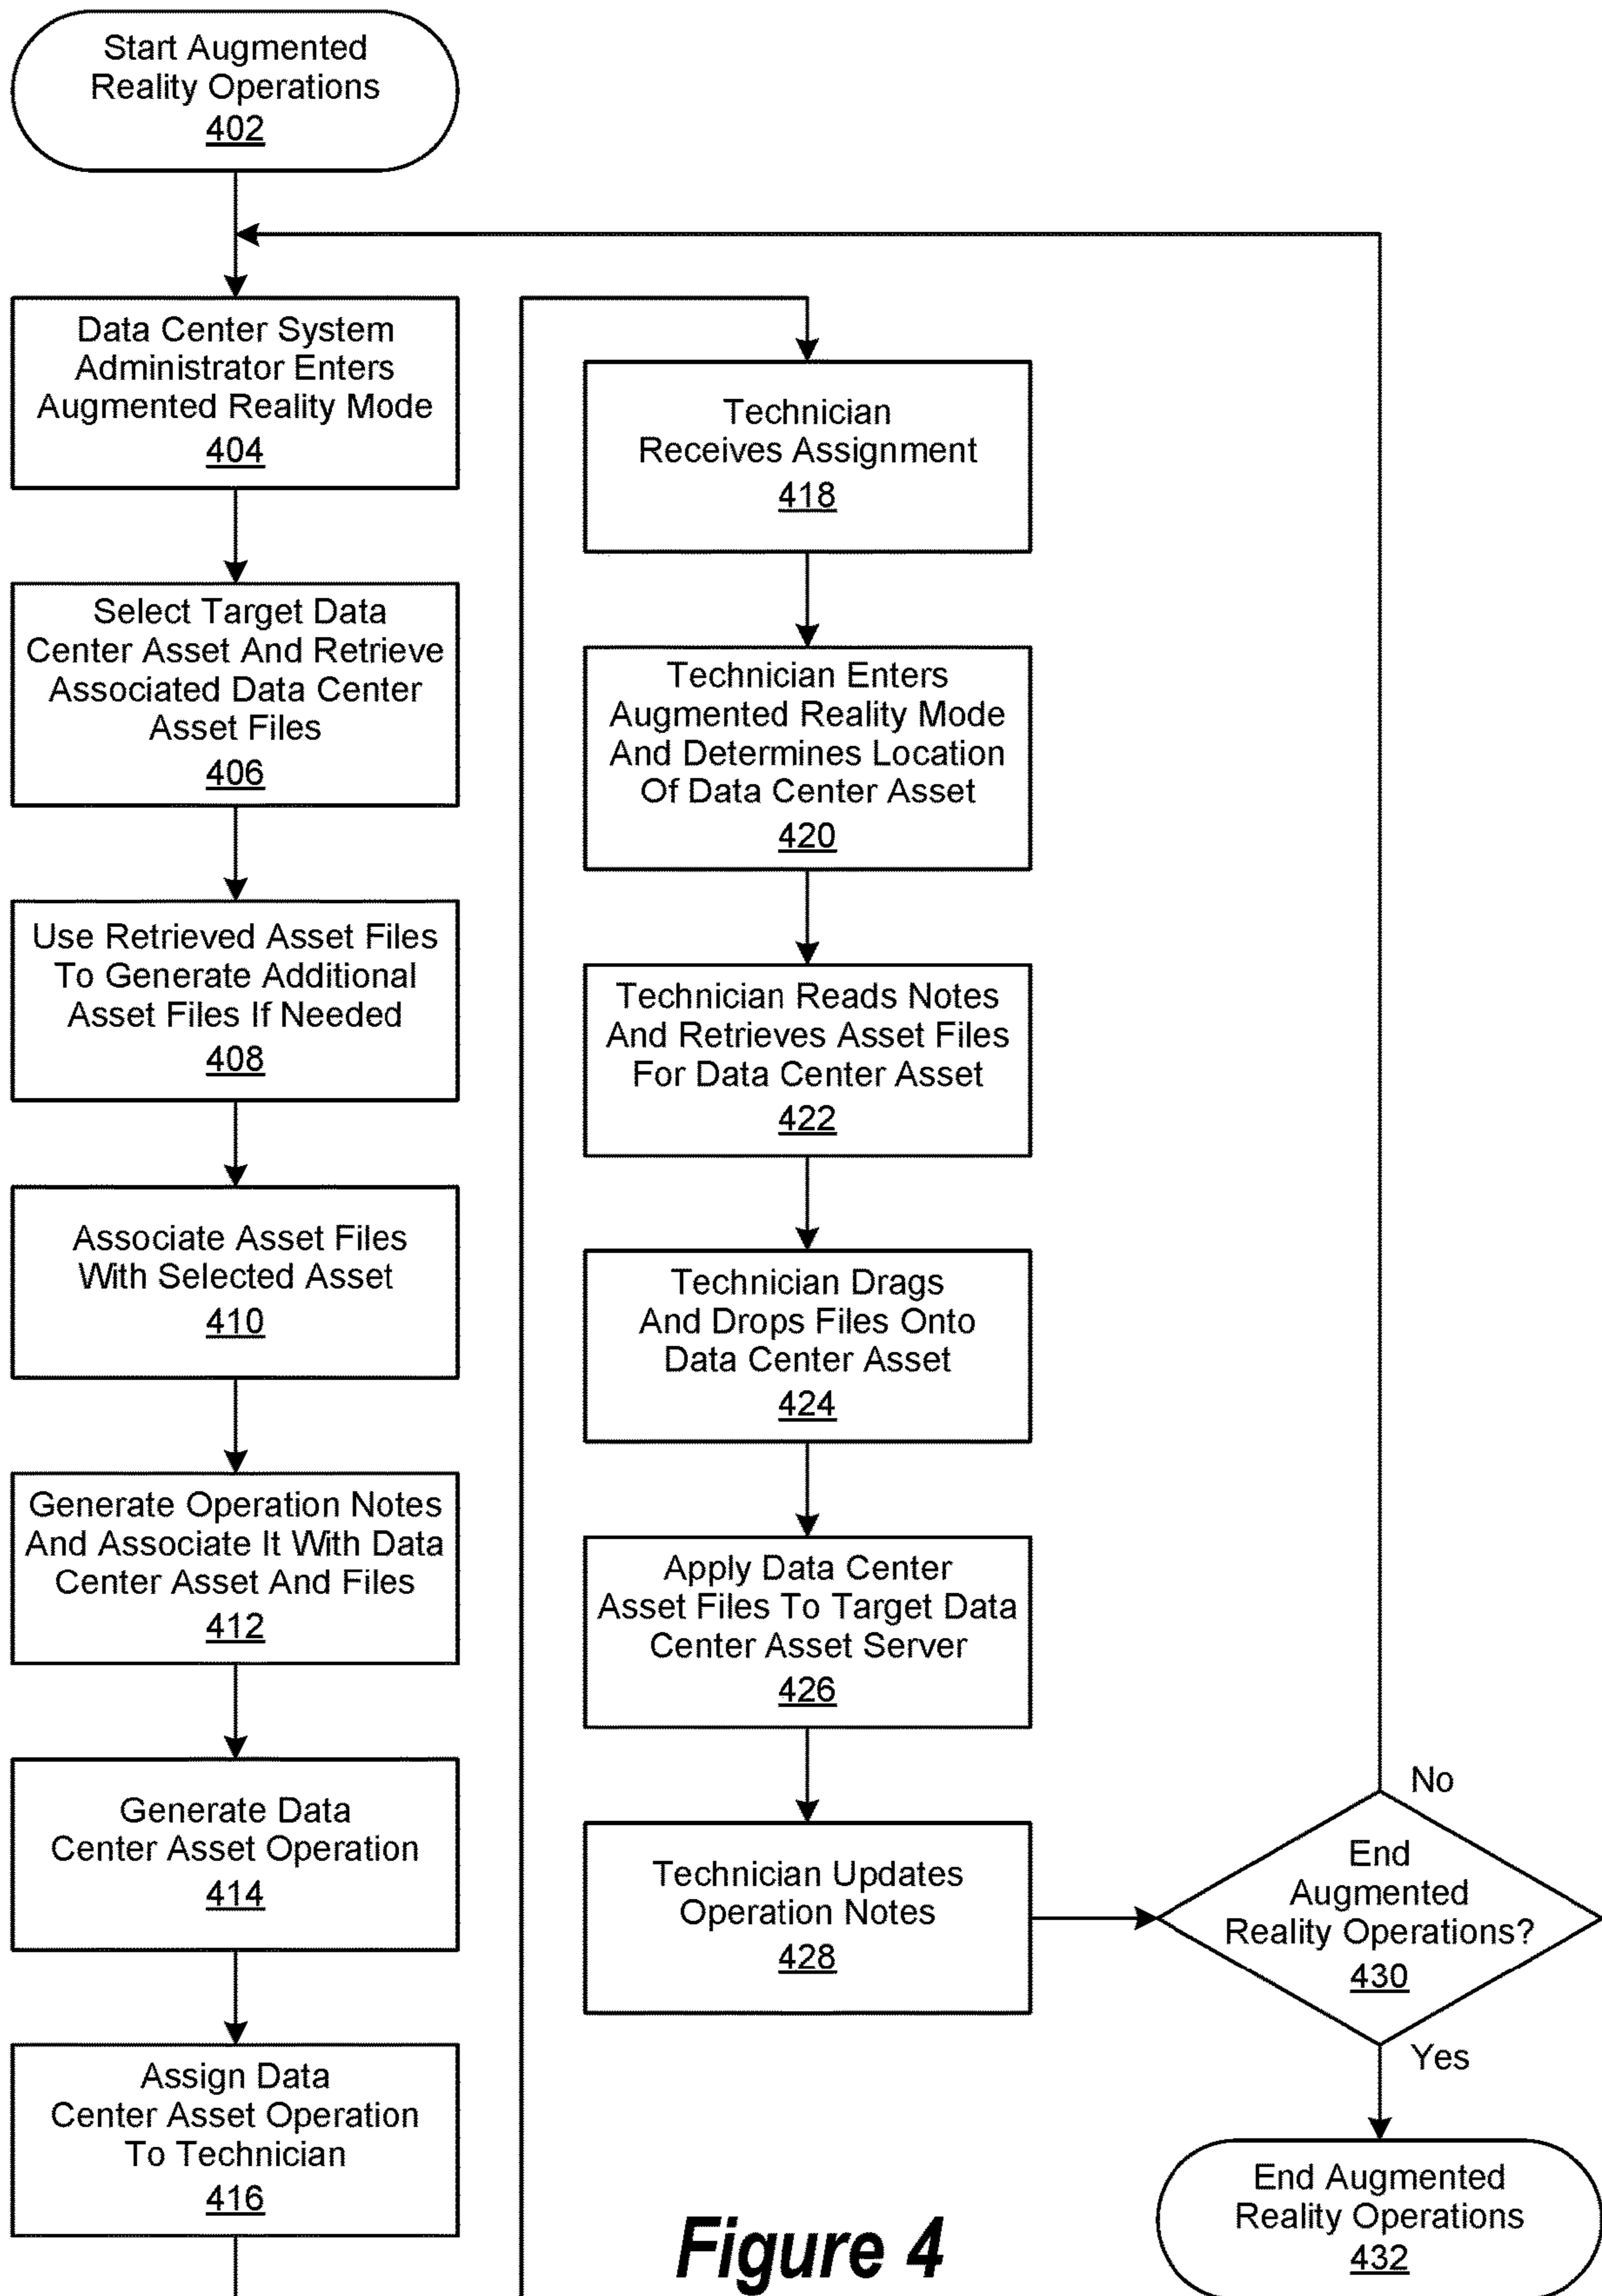 Start Augmented
Reality Operations
402
Data Center System
Administrator Enters
Augmented Reality Mode
404
Select Target Data
Center Asset And Retrieve
Associated Data Center
Asset Files
406
Use Retrieved Asset Files
To Generate Additional
Asset Files If Needed
408
Associate Asset Files
With Selected Asset
410
Generate Operation Notes
And Associate It With Data
Center Asset And Files
412
Generate Data
Center Asset Operation
414
Assign Data
Center Asset Operation
To Technician
416
Technician
Receives Assignment
418
Technician Enters
Augmented Reality Mode
And Determines Location
Of Data Center Asset
420
Technician Reads Notes
And Retrieves Asset Files
For Data Center Asset
422
Technician Drags
And Drops Files Onto
Data Center Asset
424
Apply Data Center
Asset Files To Target Data
Center Asset Server
426
Technician Updates
Operation Notes
428
No
End
Augmented
Reality Operations?
430
Yes
End Augmented
Reality Operations
432
Figure 4